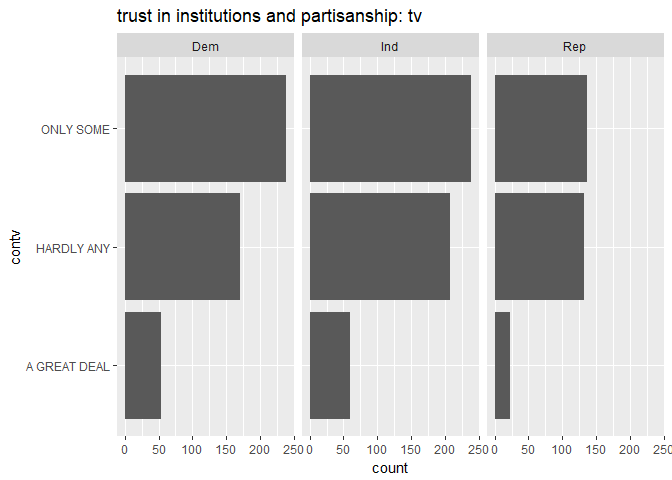 trust in institutions and partisanship: tv
Dem Ind Rep
ONLY SOME
HARDLY ANY
A GREAT DEAL
contv
0 50 100 150 200 250 0 50 100 150 200 250 0 50 100 150 200 250
count